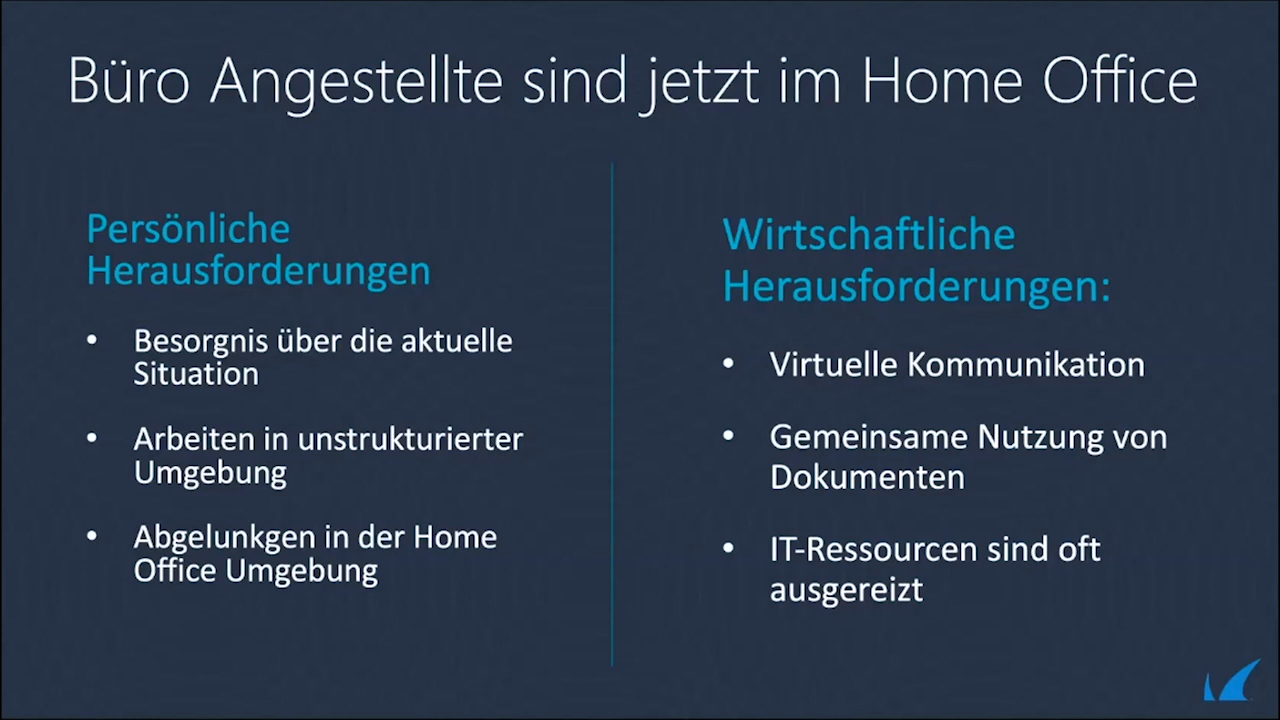 Büro Angestellte sind jetzt im Home Office
Persönliche
Herausforderungen
• Besorgnis über die aktuelle
Situation
• Arbeiten in unstrukturierter
Umgebung
• Abgelunkgen in der Home
Office Umgebung
Wirtschaftliche
Herausforderungen:
• Virtuelle Kommunikation
• Gemeinsame Nutzung von
Dokumenten
• IT-Ressourcen sind oft
ausgereizt